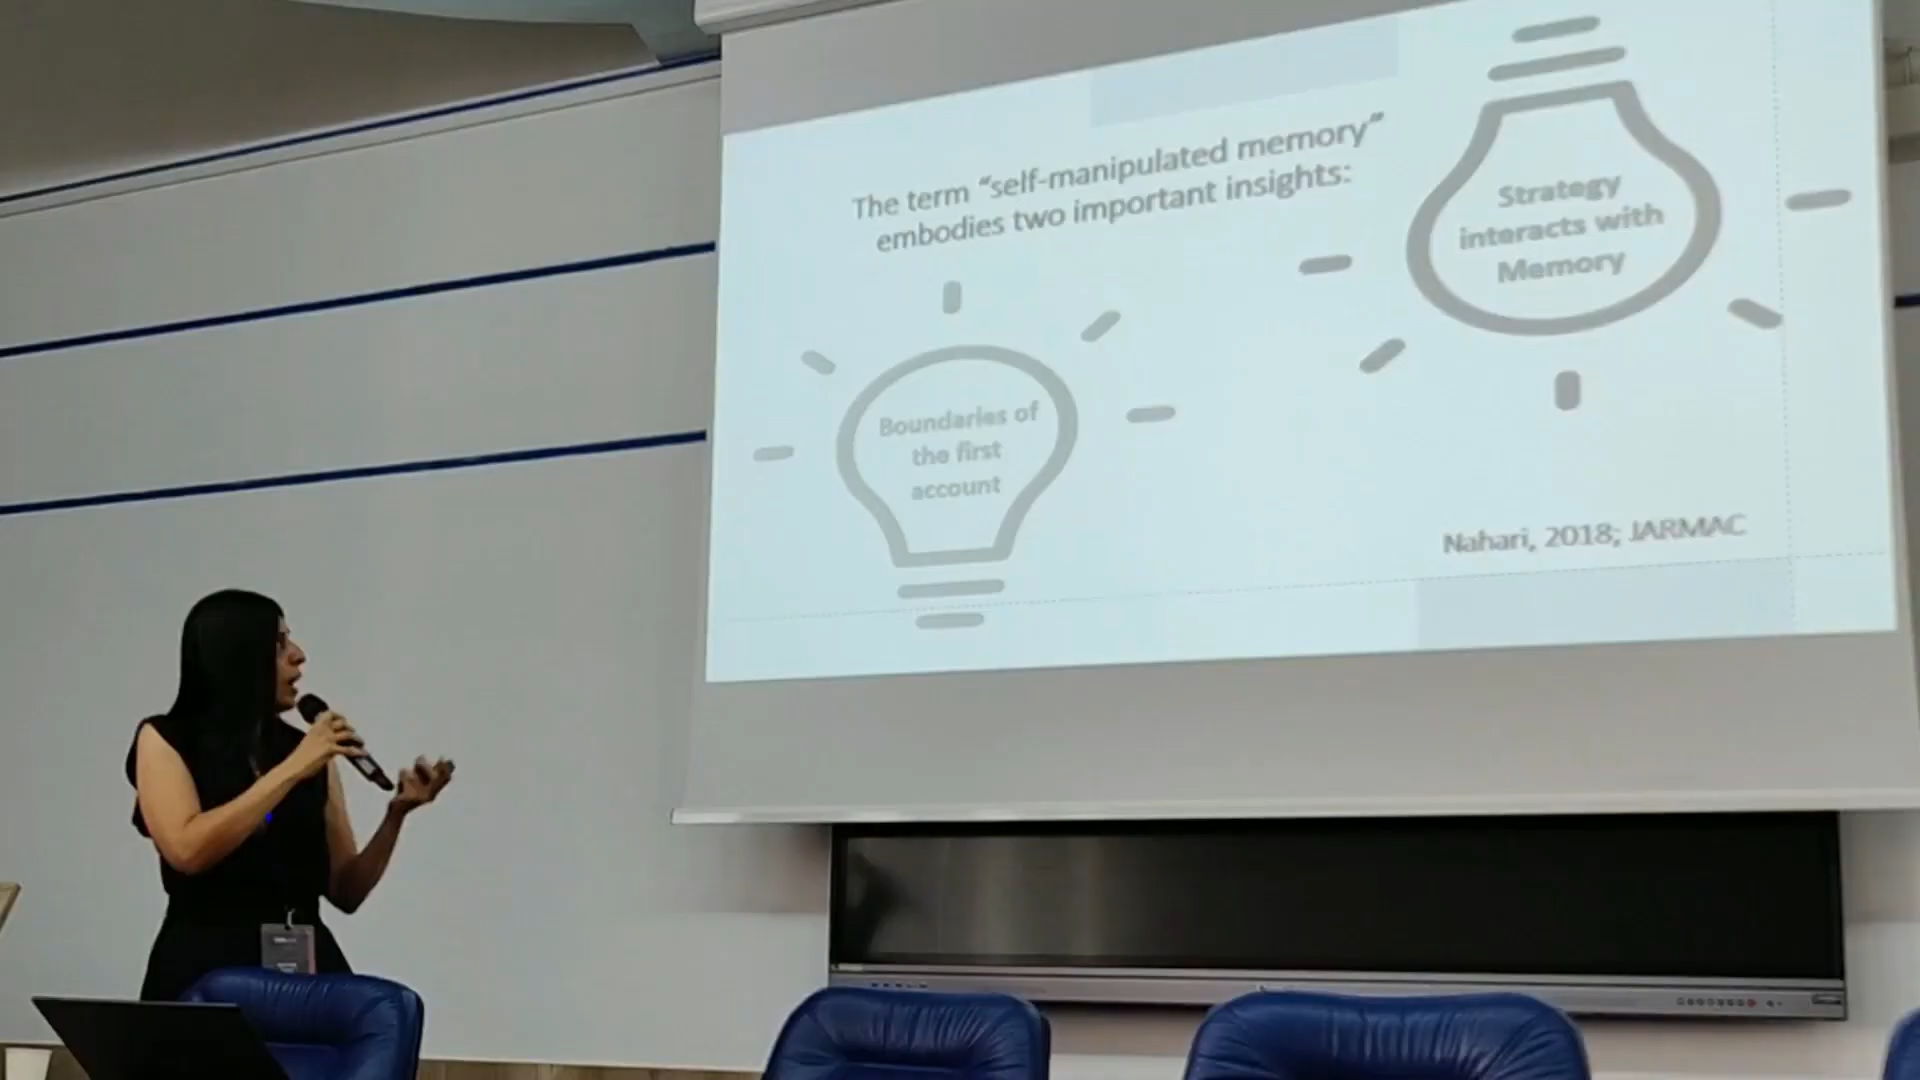 The term “self-manipulated memory”
embodies two important insights:
Strategy
interacts with
Memory
Boundaries of
the first
account
Nahari, 2018; JARMAC